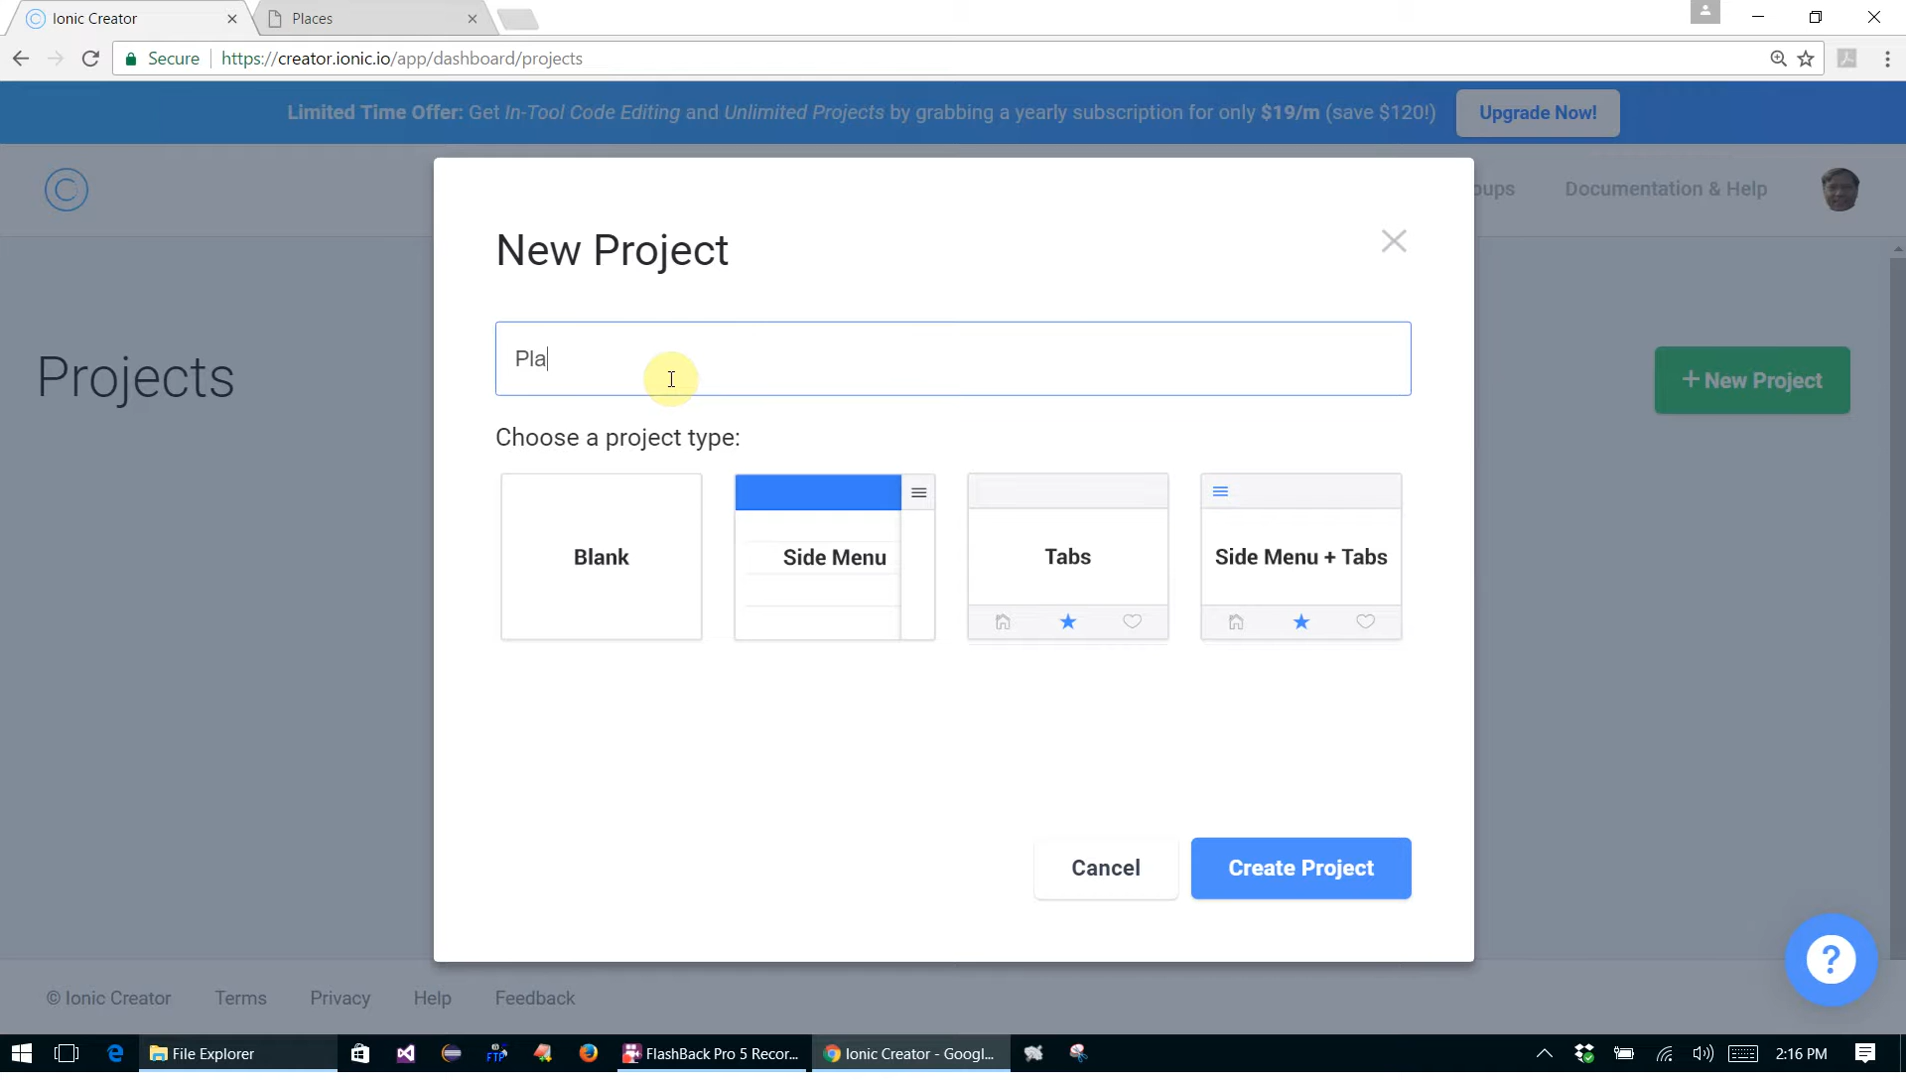 Ionic Creator
Places
Secure
https://creator.ionic.io/app/dashboard/projects
Limited Time Offer: Get In-Tool Code Editing and Unlimited Projects by grabbing a yearly subscription for only $19/m (save $120!)
Upgrade Now!
oups
Documentation & Help
New Project
Pla
Projects
+ New Project
Choose a project type:
Blank
Side Menu
Tabs
Side Menu + Tabs
Cancel
Create Project
?
© Ionic Creator
Terms
Privacy
Help
Feedback
File Explorer
FTP
FlashBack Pro 5 Recor...
Ionic Creator - Googl...
2:16 PM